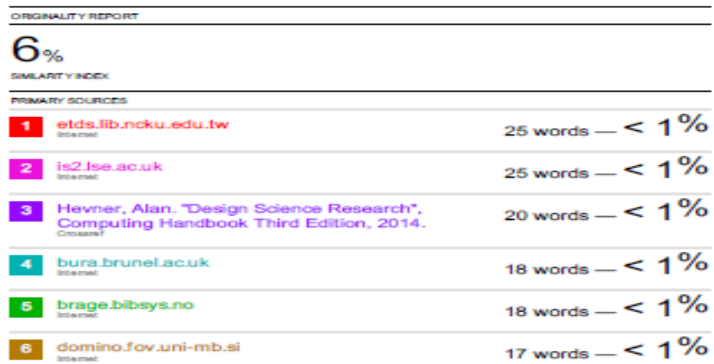 ORIGINALITY REPORT
6%
SIMILARITY INDEX
PRIMARY SOURCES
1 etds.lib.ncku.edu.tw 25 words — < 1%
Internet
2 is2.lse.ac.uk 25 words — < 1%
Internet
3 Hevner, Alan. "Design Science Research", 20 words — < 1%
Computing Handbook Third Edition, 2014.
Crossref
4 bura.brunel.ac.uk 18 words — < 1%
Internet
5 brage.bibsys.no 18 words — < 1%
Internet
6 domino.fov.uni-mb.si 17 words — < 1%
Internet